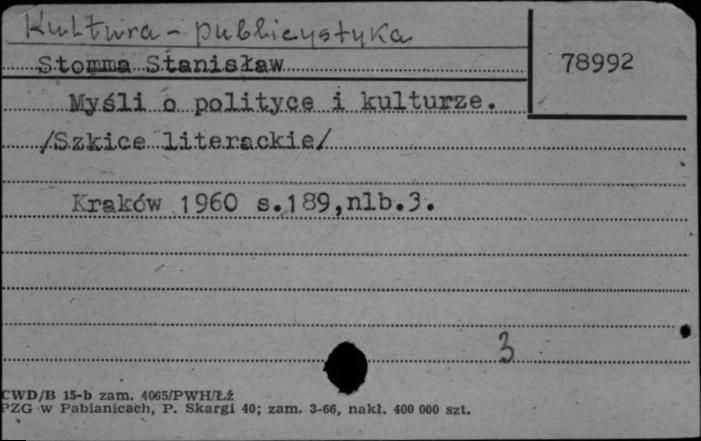 Kultura - publicystyka
Stomma Stanisław
78992
Myśli o polityce i kulturze.
/Szkice literackie/
Kraków 1960 s.189,nlb.3.
3
CWD/B 15-b zam. 4065/PWH/Łź
PZG w Pabianicach, P. Skargi 40; zam. 3-66, nakł. 400 000 szt.